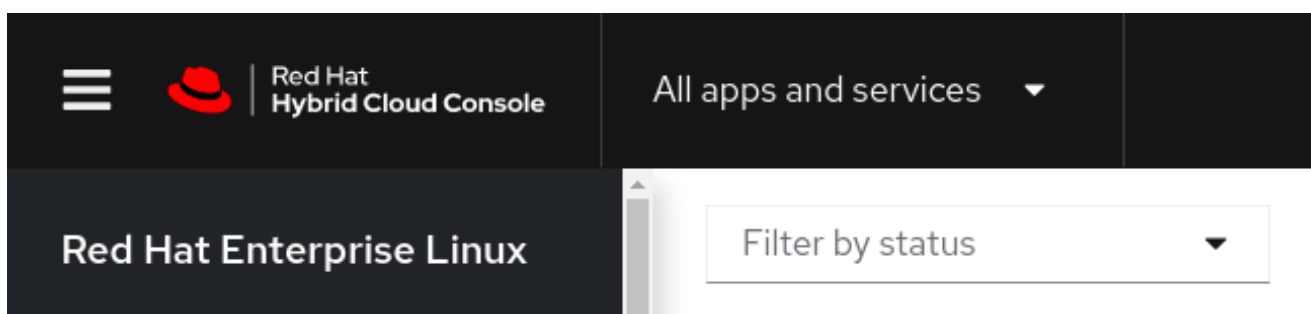 Red Hat
Hybrid Cloud Console
All apps and services
Red Hat Enterprise Linux
Filter by status